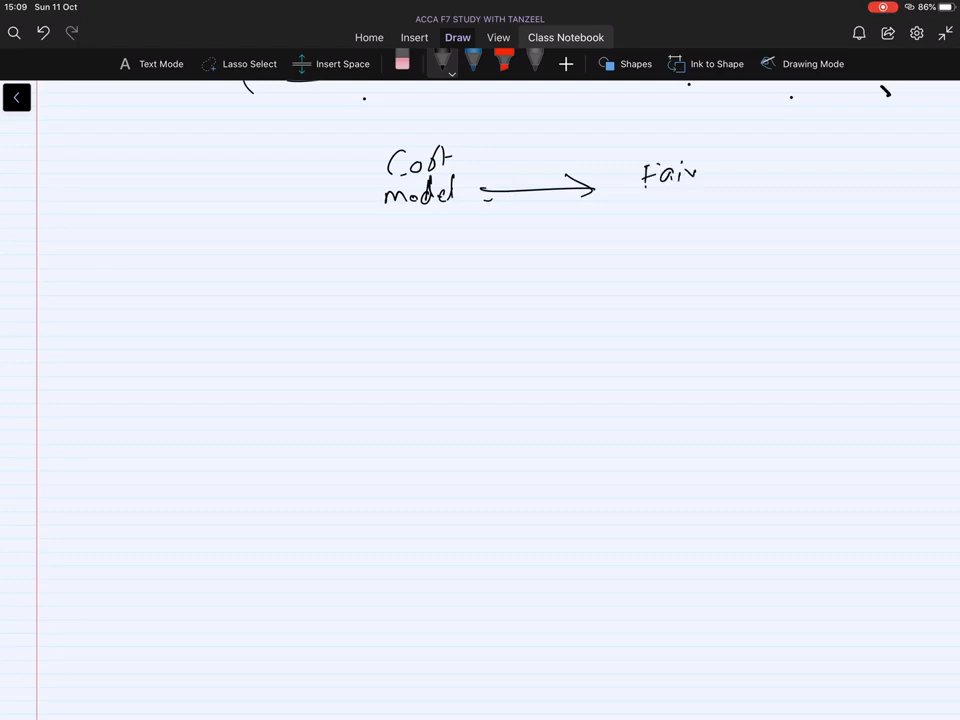 15:09 Sun 11 Oct
86%
ACCA F7 STUDY WITH TANZEEL
Home Insert Draw View Class Notebook
Text Mode Lasso Select Insert Space Shapes Ink to Shape Drawing Mode
Cost
model
Fair